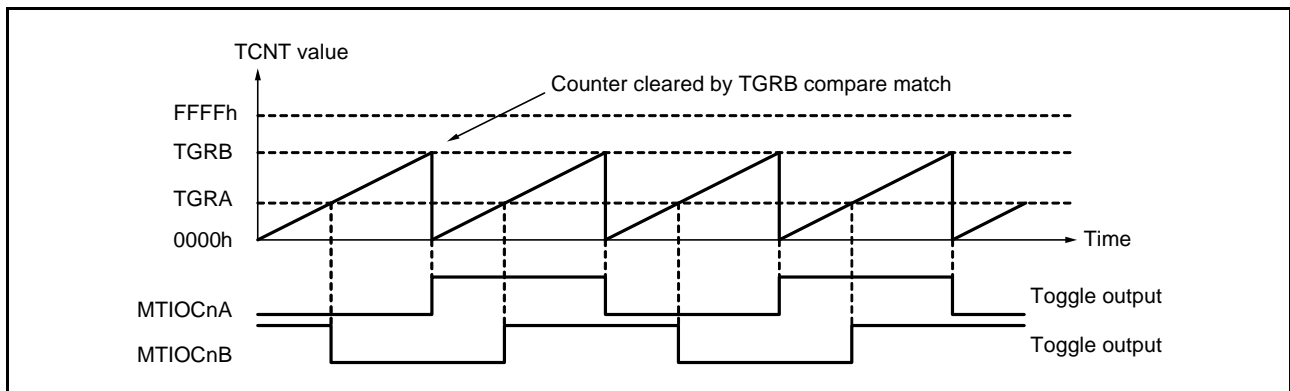 TCNT value
Counter cleared by TGRB compare match
FFFFh
TGRB
TGRA
0000h
Time
MTIOCnA
Toggle output
MTIOCnB
Toggle output